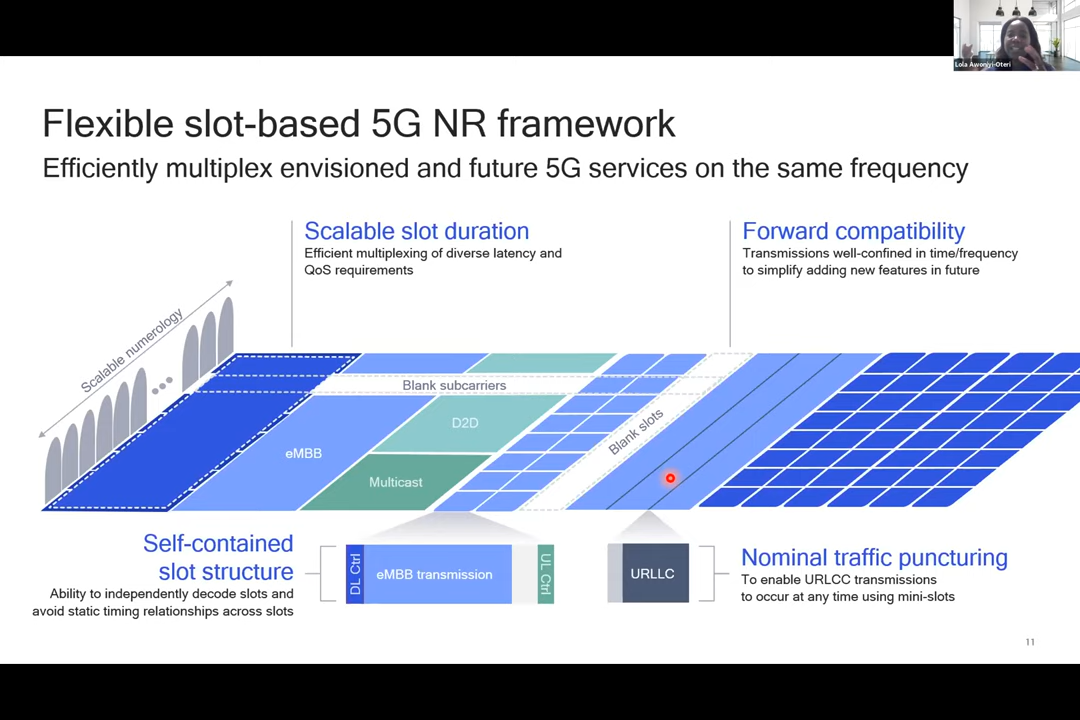 Lola Awoniyi-Oteri
Flexible slot-based 5G NR framework
Efficiently multiplex envisioned and future 5G services on the same frequency
Scalable slot duration
Efficient multiplexing of diverse latency and
QoS requirements
Forward compatibility
Transmissions well-confined in time/frequency
to simplify adding new features in future
Scalable numerology
Blank subcarriers
D2D
Blank slots
eMBB
Multicast
Self-contained
slot structure
Ability to independently decode slots and
avoid static timing relationships across slots
DL Ctrl
eMBB transmission
UL Ctrl
URLLC
Nominal traffic puncturing
To enable URLCC transmissions
to occur at any time using mini-slots
11